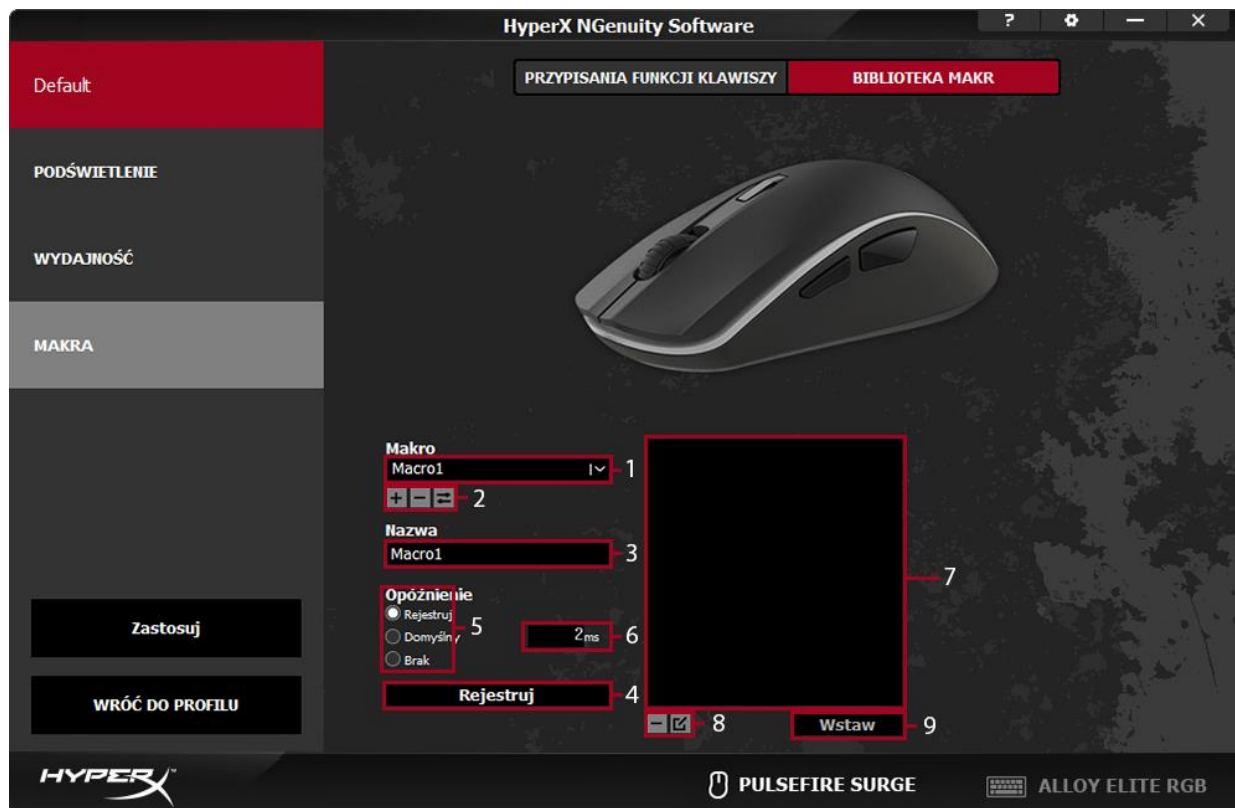 HyperX NGenuity Software
?
Default
PRZYPISANIA FUNKCJI KLAWISZY
BIBLIOTEKA MAKR
PODŚWIETLENIE
WYDAJNOŚĆ
MAKRA
Makro
Macro1
1
2
Nazwa
Macro1
3
Opóźnienie
Rejestruj
Domyślny
Brak
5
2 ms
6
Rejestruj
4
7
8
Wstaw
9
Zastosuj
WRÓĆ DO PROFILU
HYPERX
PULSEFIRE SURGE
ALLOY ELITE RGB